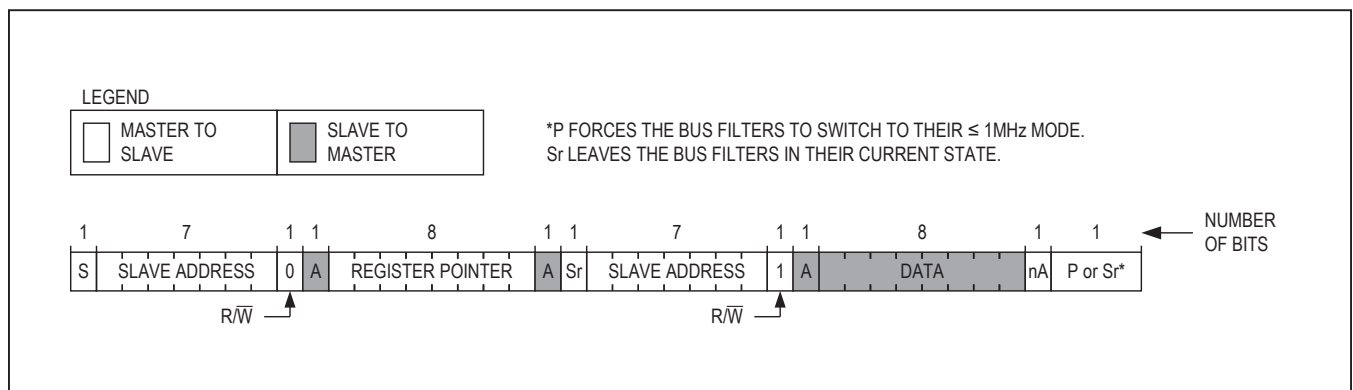 LEGEND
MASTER TO SLAVE
SLAVE TO MASTER
*P FORCES THE BUS FILTERS TO SWITCH TO THEIR ≤ 1MHz MODE.
Sr LEAVES THE BUS FILTERS IN THEIR CURRENT STATE.
1 7 1 1 8 1 1 7 1 1 8 1 1 NUMBER OF BITS
S SLAVE ADDRESS 0 A REGISTER POINTER A Sr SLAVE ADDRESS 1 A DATA nA P or Sr*
R/W̅ R/W̅